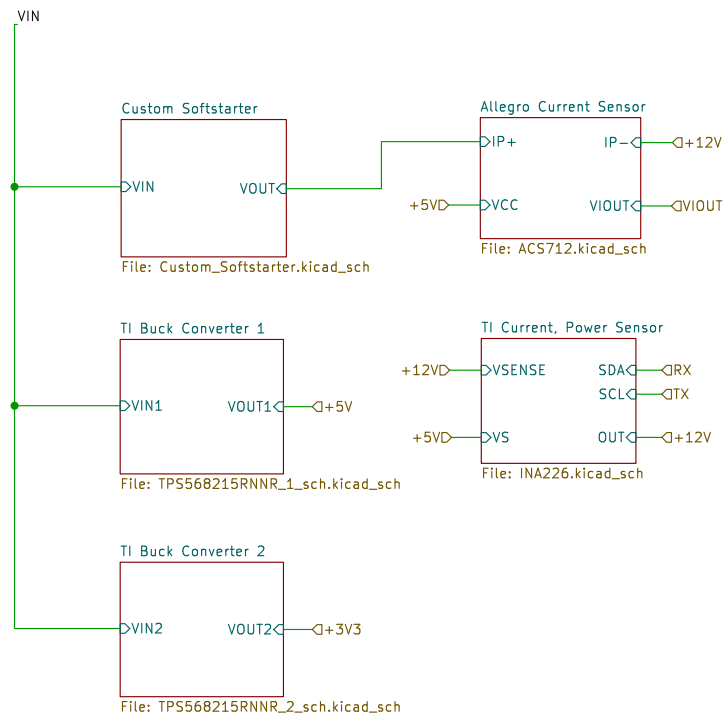 VIN
Custom Softstarter
VIN
VOUT
File: Custom_Softstarter.kicad_sch
Allegro Current Sensor
IP+
IP-
+12V
+5V
VCC
VIOUT
VIOUT
File: ACS712.kicad_sch
TI Buck Converter 1
VIN1
VOUT1
+5V
File: TPS568215RNNR_1_sch.kicad_sch
TI Current, Power Sensor
+12V
VSENSE
SDA
RX
SCL
TX
+5V
VS
OUT
+12V
File: INA226.kicad_sch
TI Buck Converter 2
VIN2
VOUT2
+3V3
File: TPS568215RNNR_2_sch.kicad_sch